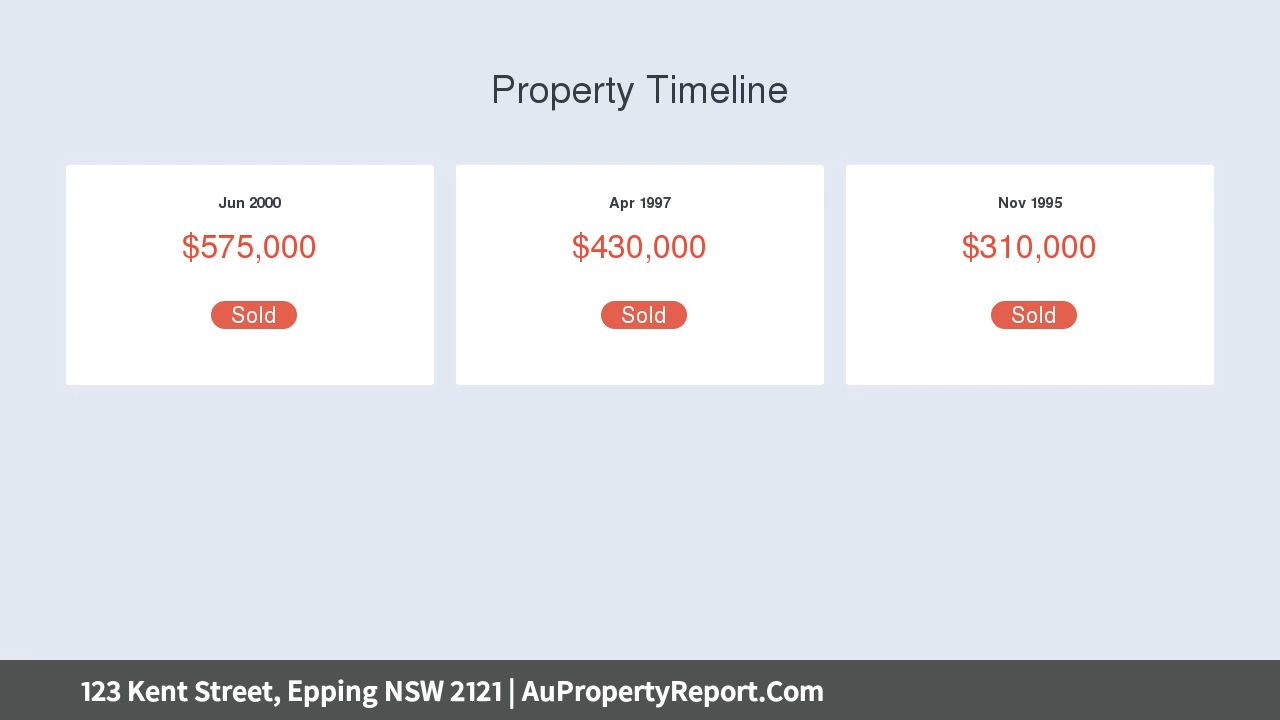 Property Timeline
Jun 2000
$575,000
Sold
Apr 1997
$430,000
Sold
Nov 1995
$310,000
Sold
123 Kent Street, Epping NSW 2121 | AuPropertyReport.Com